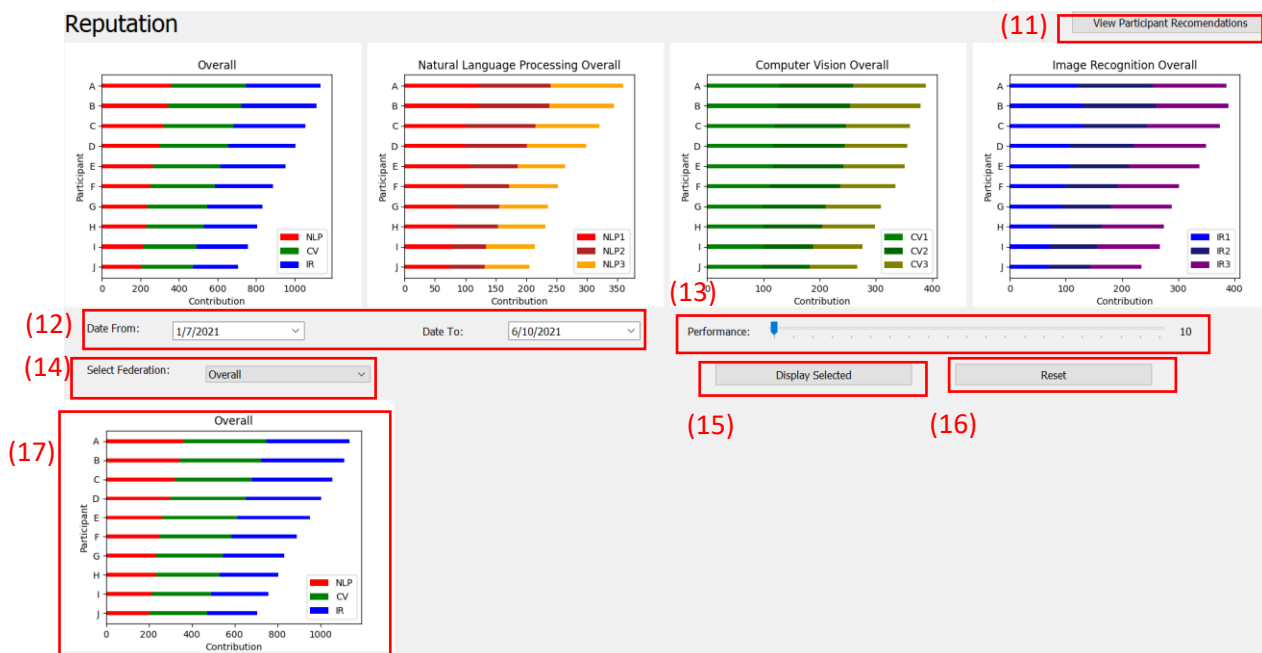 Reputation
(11)
View Participant Recomendations
Overall
Participant
A
B
C
D
E
F
G
H
I
J
NLP
CV
IR
0 200 400 600 800 1000
Contribution
Natural Language Processing Overall
Participant
A
B
C
D
E
F
G
H
I
J
NLP1
NLP2
NLP3
0 50 100 150 200 250 300 350
Contribution
Computer Vision Overall
Participant
A
B
C
D
E
F
G
H
I
J
CV1
CV2
CV3
0 100 200 300 400
Contribution
Image Recognition Overall
Participant
A
B
C
D
E
F
G
H
I
J
IR1
IR2
IR3
0 100 200 300 400
Contribution
(12)
Date From: 1/7/2021 Date To: 6/10/2021
(13)
Performance: 10
(14)
Select Federation: Overall
Display Selected
Reset
(15)
(16)
(17)
Overall
Participant
A
B
C
D
E
F
G
H
I
J
NLP
CV
IR
0 200 400 600 800 1000
Contribution